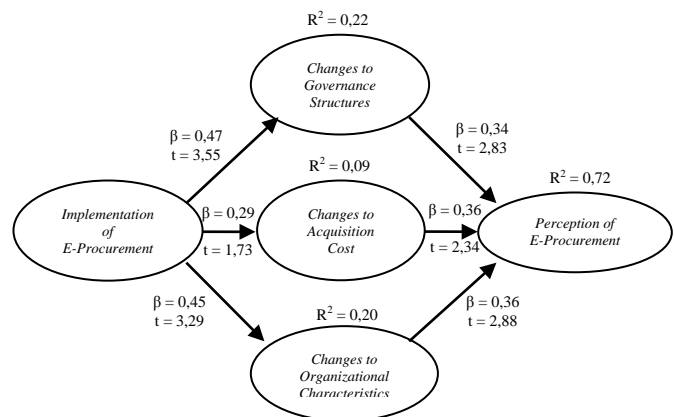 R² = 0,22
Changes to
Governance
Structures
β = 0,47
t = 3,55
β = 0,34
t = 2,83
R² = 0,09
R² = 0,72
Implementation
of
E-Procurement
β = 0,29
t = 1,73
Changes to
Acquisition
Cost
β = 0,36
t = 2,34
Perception of
E-Procurement
β = 0,45
t = 3,29
R² = 0,20
β = 0,36
t = 2,88
Changes to
Organizational
Characteristics